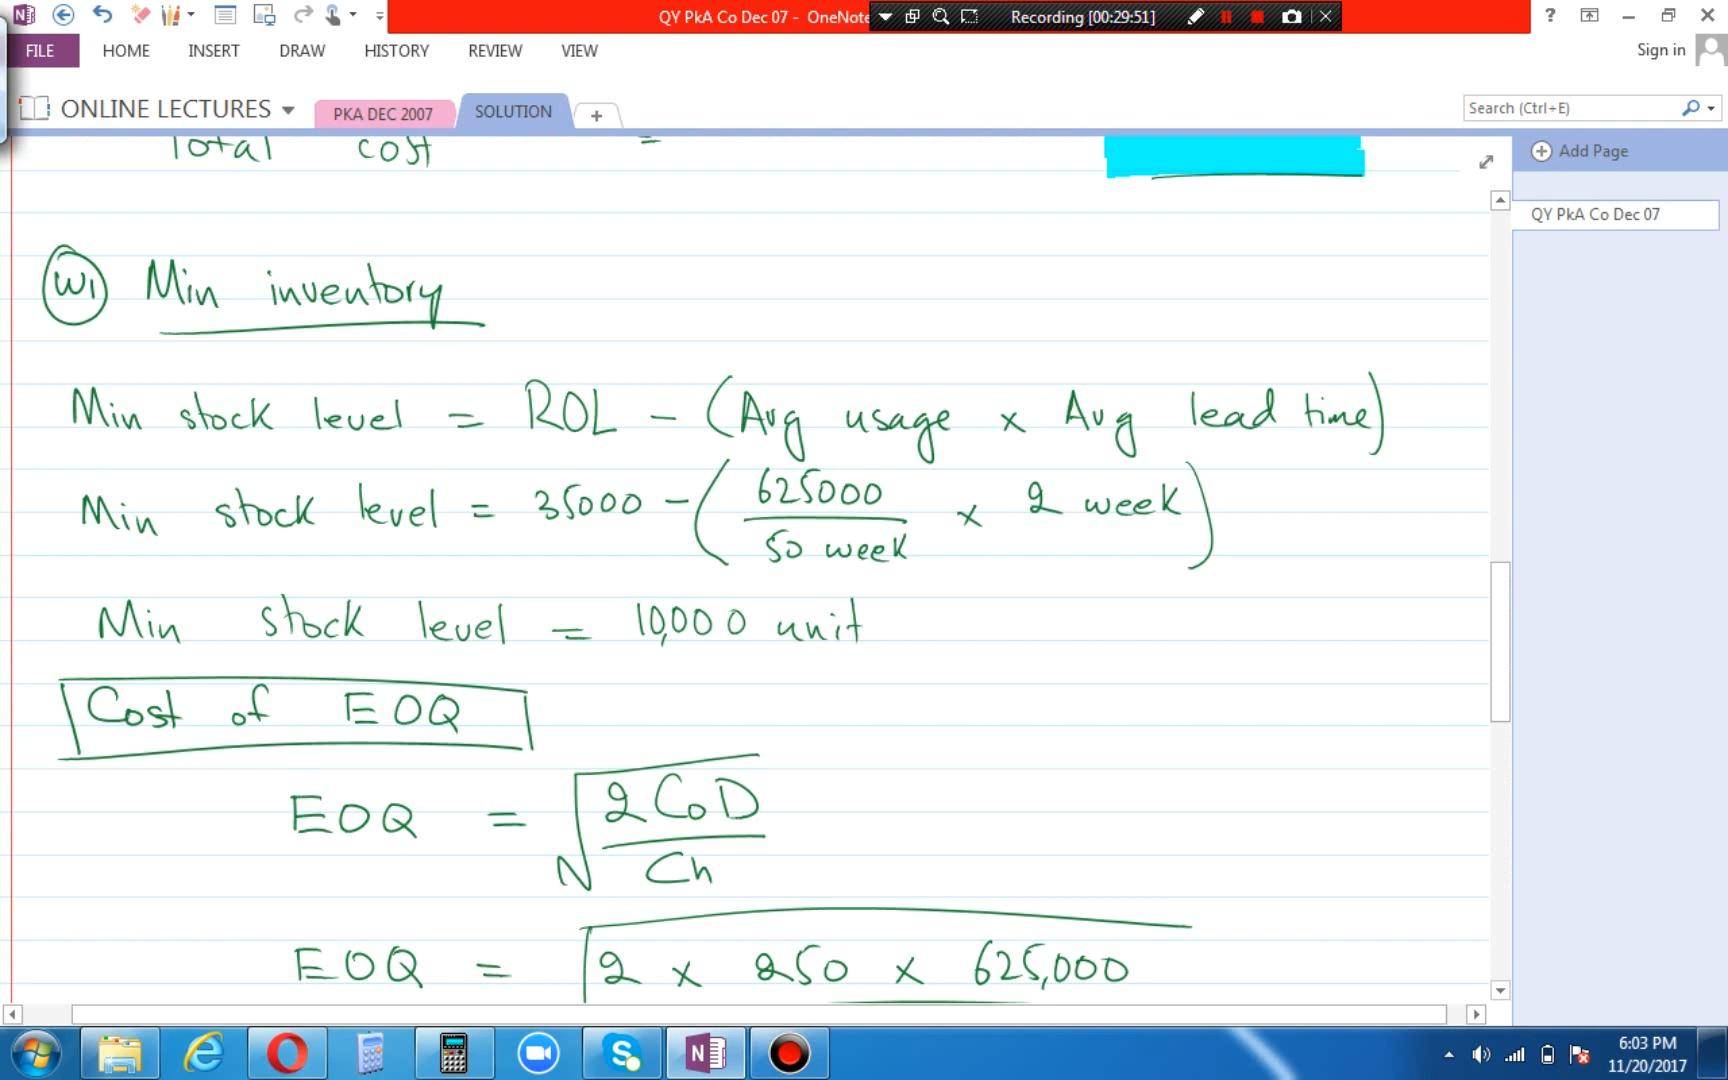 QY PkA Co Dec 07 - OneNote
Recording [00:29:51]
FILE HOME INSERT DRAW HISTORY REVIEW VIEW
Sign in
ONLINE LECTURES
PKA DEC 2007
SOLUTION
Search (Ctrl+E)
Add Page
QY PkA Co Dec 07
Total cost =
W1 Min inventory
Min stock level = ROL - (Avg usage x Avg lead time)
Min stock level = 35000 - ( 625000 / 50 week x 2 week )
Min stock level = 10,000 unit
Cost of EOQ
EOQ = √ 2 Co D / Ch
EOQ = √ 2 x 250 x 625,000
6:03 PM
11/20/2017